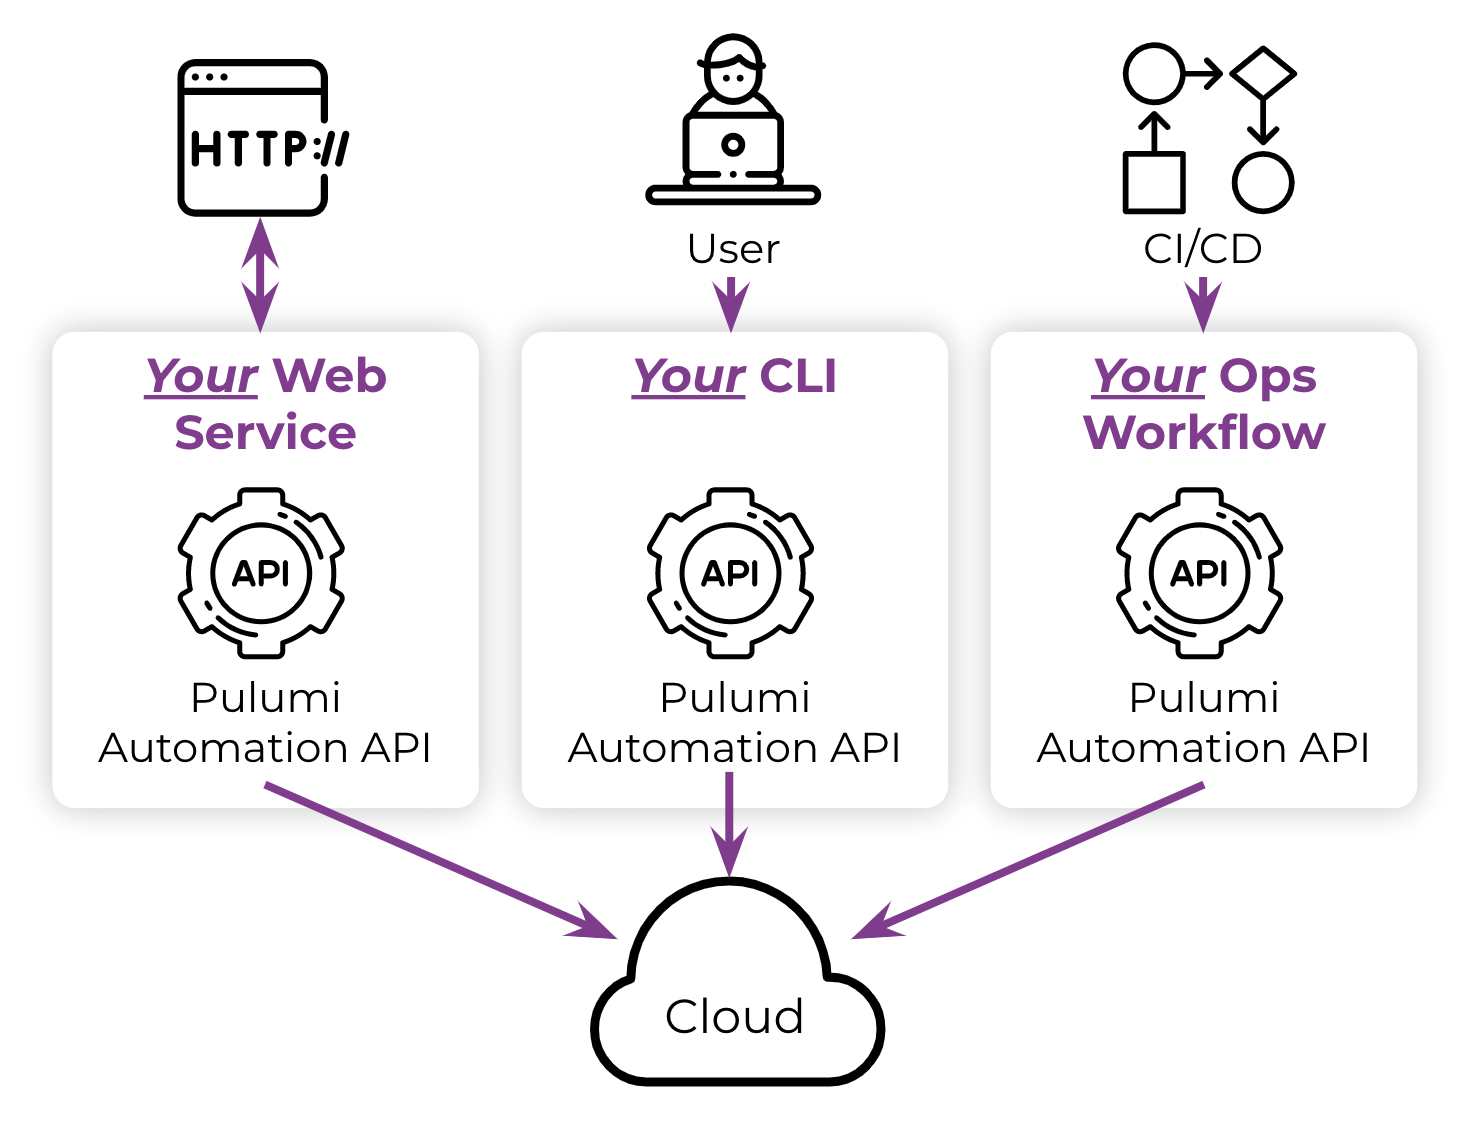 HTTP://
User
CI/CD
Your Web
Service
API
Pulumi
Automation API
Your CLI
API
Pulumi
Automation API
Your Ops
Workflow
API
Pulumi
Automation API
Cloud